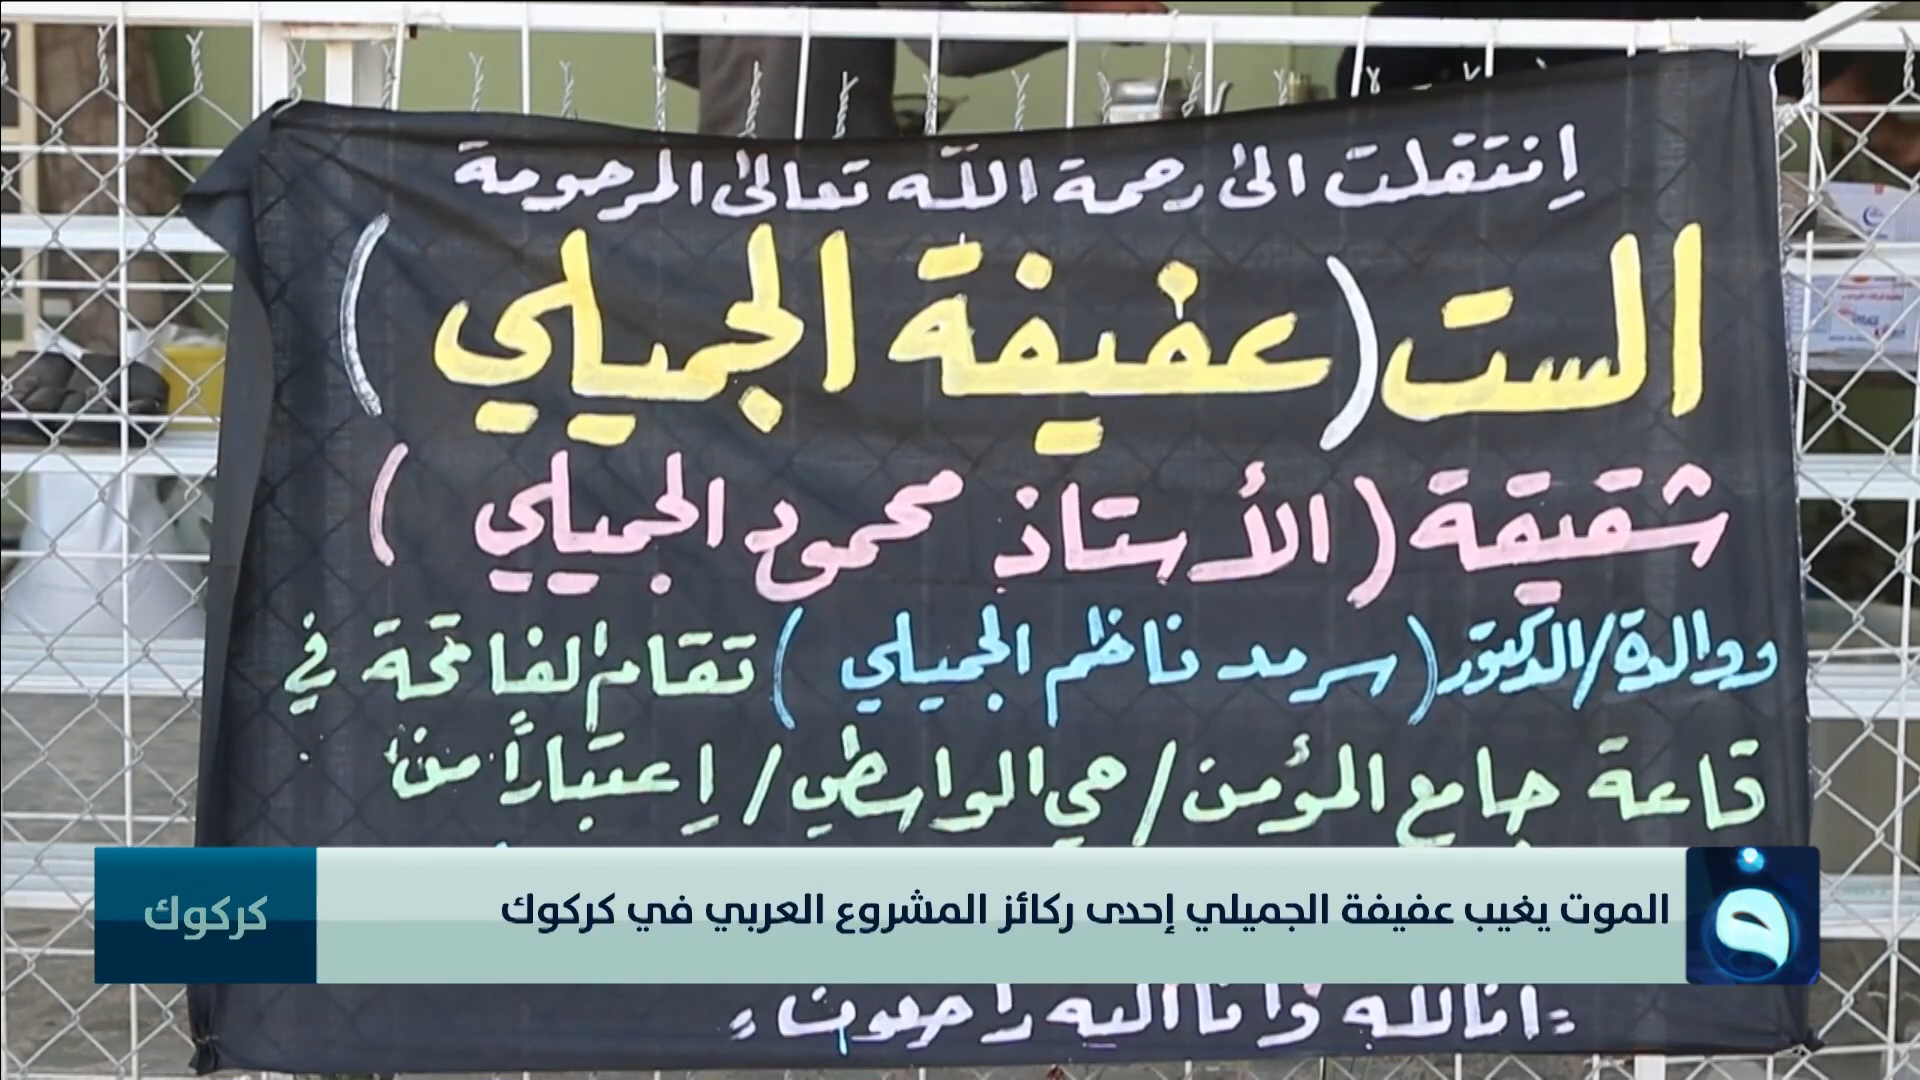 إنتقلت الى رحمة الله تعالى المرحومة
الست (عفيفة الجميلي)
شقيقة (الأستاذ محمود الجميلي)
ووالدة/الدكتور (سرمد ناظم الجميلي) تقام الفاتحة في
قاعة جامع المؤمن/حي الواسطي/إعتباراً من
الموت يغيب عفيفة الجميلي إحدى ركائز المشروع العربي في كركوك
كركوك
=انا لله وانا اليه راجعون=